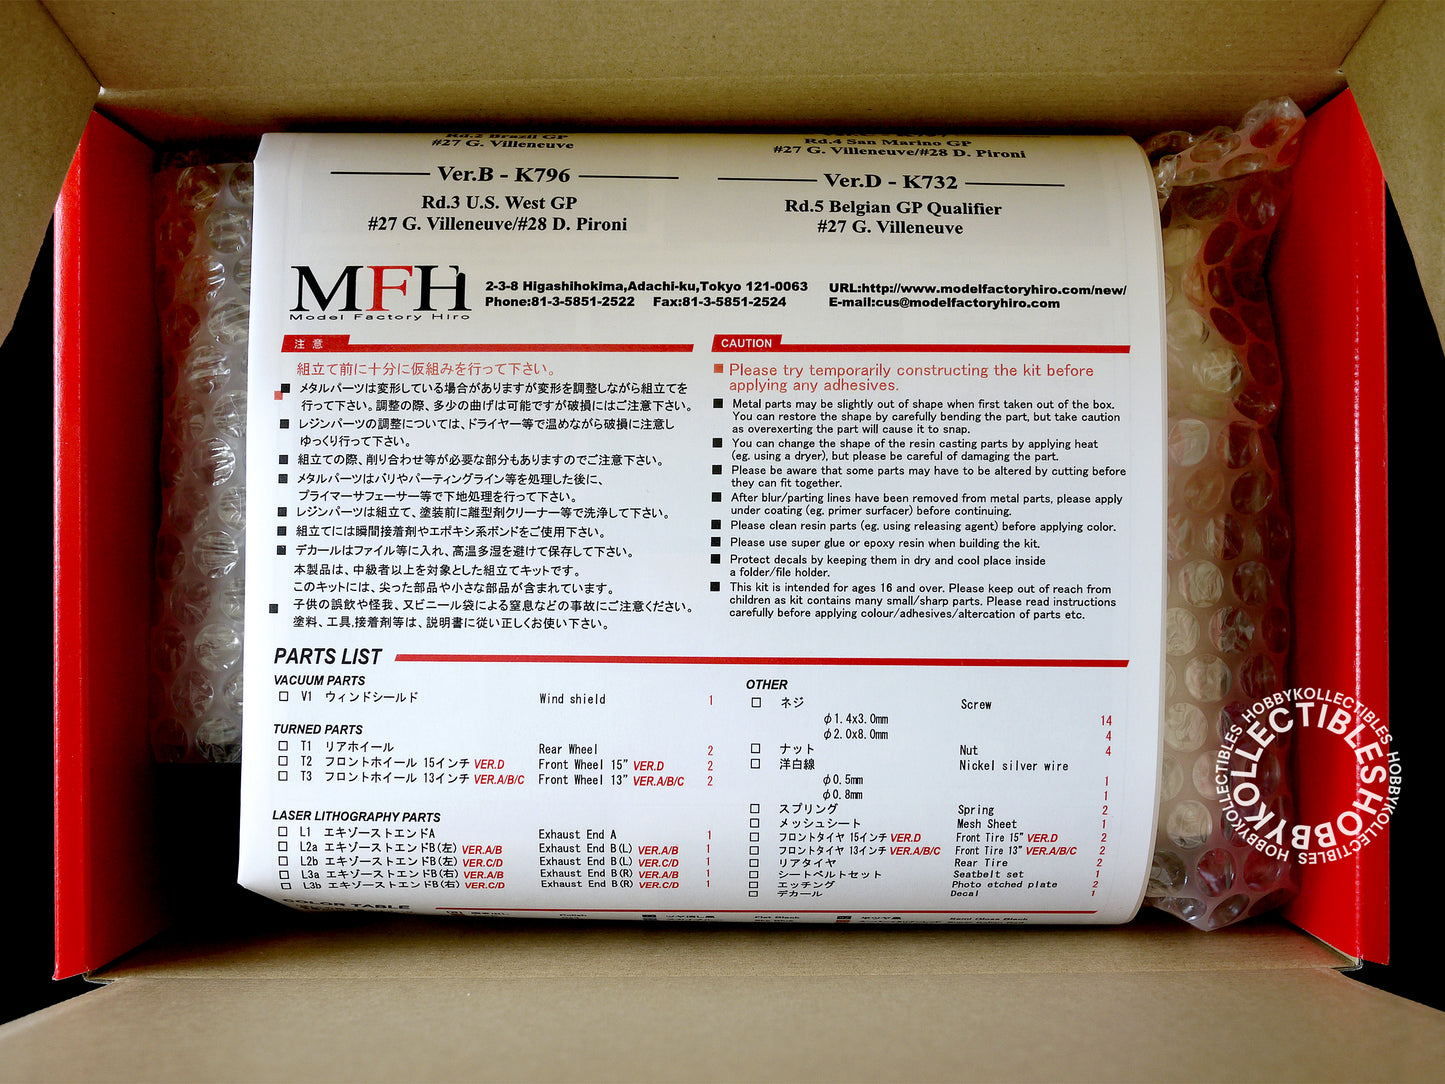 Rd.2 Brazil GP
#27 G. Villeneuve
Rd.4 San Marino GP
#27 G. Villeneuve/#28 D. Pironi
Ver.B - K796
Rd.3 U.S. West GP
#27 G. Villeneuve/#28 D. Pironi
Ver.D - K732
Rd.5 Belgian GP Qualifier
#27 G. Villeneuve
MFH
Model Factory Hiro
2-3-8 Higashihokima,Adachi-ku,Tokyo 121-0063
Phone:81-3-5851-2522 Fax:81-3-5851-2524
URL:http://www.modelfactoryhiro.com/new/
E-mail:cus@modelfactoryhiro.com
注 意
組立て前に十分に仮組みを行って下さい。
メタルパーツは変形している場合がありますが変形を調整しながら組立てを
行って下さい。調整の際、多少の曲げは可能ですが破損にはご注意下さい。
レジンパーツの調整については、ドライヤー等で温めながら破損に注意し
ゆっくり行って下さい。
組立ての際、削り合わせ等が必要な部分もありますのでご注意下さい。
メタルパーツはバリやパーティングライン等を処理した後に、
プライマーサフェーサー等で下地処理を行って下さい。
レジンパーツは組立て、塗装前に離型剤クリーナー等で洗浄して下さい。
組立てには瞬間接着剤やエポキシ系ボンドをご使用下さい。
デカールはファイル等に入れ、高温多湿を避けて保存して下さい。
本製品は、中級者以上を対象とした組立てキットです。
このキットには、尖った部品や小さな部品が含まれています。
子供の誤飲や怪我、又ビニール袋による窒息などの事故にご注意ください。
塗料、工具,接着剤等は、説明書に従い正しくお使い下さい。
CAUTION
Please try temporarily constructing the kit before
applying any adhesives.
Metal parts may be slightly out of shape when first taken out of the box.
You can restore the shape by carefully bending the part, but take caution
as overexerting the part will cause it to snap.
You can change the shape of the resin casting parts by applying heat
(eg. using a dryer), but please be careful of damaging the part.
Please be aware that some parts may have to be altered by cutting before
they can fit together.
After blur/parting lines have been removed from metal parts, please apply
under coating (eg. primer surfacer) before continuing.
Please clean resin parts (eg. using releasing agent) before applying color.
Please use super glue or epoxy resin when building the kit.
Protect decals by keeping them in dry and cool place inside
a folder/file holder.
This kit is intended for ages 16 and over. Please keep out of reach from
children as kit contains many small/sharp parts. Please read instructions
carefully before applying colour/adhesives/altercation of parts etc.
PARTS LIST
VACUUM PARTS
V1 ウィンドシールド Wind shield 1
TURNED PARTS
T1 リアホイール Rear Wheel 2
T2 フロントホイール 15インチ VER.D Front Wheel 15" VER.D 2
T3 フロントホイール 13インチ VER.A/B/C Front Wheel 13" VER.A/B/C 2
LASER LITHOGRAPHY PARTS
L1 エキゾーストエンドA Exhaust End A 1
L2a エキゾーストエンドB(左) VER.A/B Exhaust End B(L) VER.A/B 1
L2b エキゾーストエンドB(左) VER.C/D Exhaust End B(L) VER.C/D 1
L3a エキゾーストエンドB(右) VER.A/B Exhaust End B(R) VER.A/B 1
L3b エキゾーストエンドB(右) VER.C/D Exhaust End B(R) VER.C/D 1
OTHER
ネジ Screw
φ1.4x3.0mm 14
φ2.0x8.0mm 4
ナット Nut 4
洋白線 Nickel silver wire
φ0.5mm 1
φ0.8mm 1
スプリング Spring 2
メッシュシート Mesh Sheet 1
フロントタイヤ 15インチ VER.D Front Tire 15" VER.D 2
フロントタイヤ 13インチ VER.A/B/C Front Tire 13" VER.A/B/C 2
リアタイヤ Rear Tire 2
シートベルトセット Seatbelt set 1
エッチング Photo etched plate 2
デカール Decal 1
COLOR TABLE
ツヤ消し黒 Flat Black
半ツヤ黒 Semi Gloss Black
HOBBYKOLLECTIBLES HOBBYKOLLECTIBLES HOBBYKOLLECTIBLES
HOBBYKOLLECTIBLES